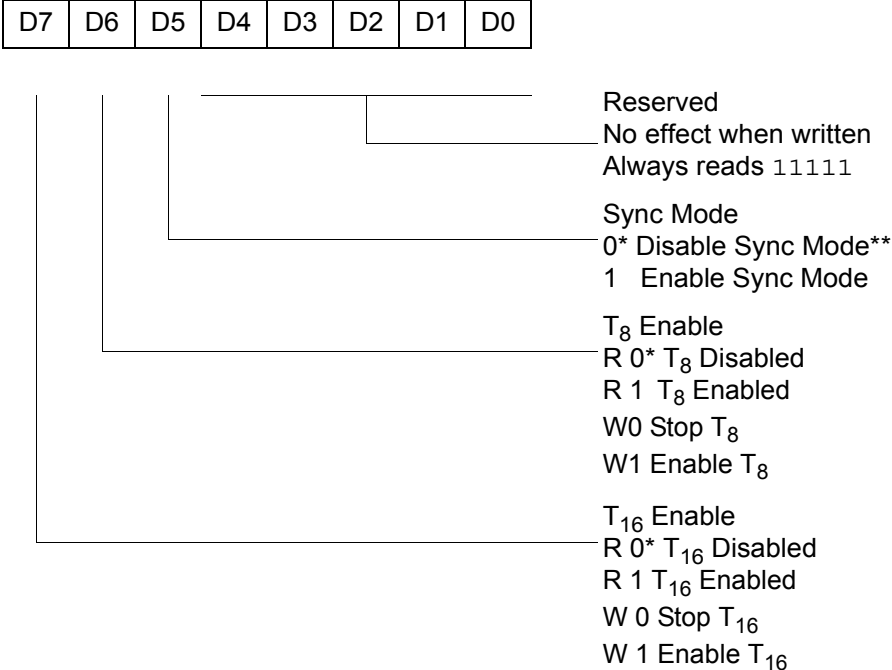 D7 D6 D5 D4 D3 D2 D1 D0
Reserved
No effect when written
Always reads 11111
Sync Mode
0* Disable Sync Mode**
1 Enable Sync Mode
T8 Enable
R 0* T8 Disabled
R 1 T8 Enabled
W0 Stop T8
W1 Enable T8
T16 Enable
R 0* T16 Disabled
R 1 T16 Enabled
W 0 Stop T16
W 1 Enable T16